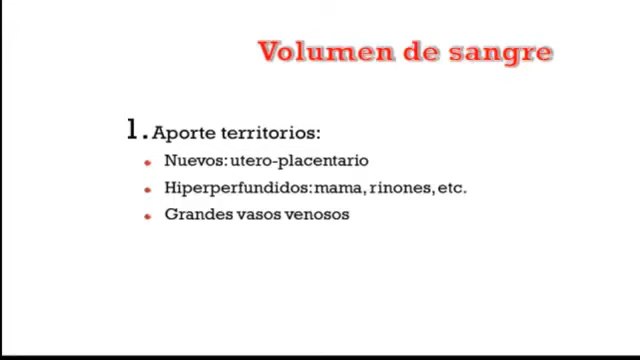 Volumen de sangre
1. Aporte territorios:
• Nuevos: utero-placentario
• Hiperperfundidos: mama, rinones, etc.
• Grandes vasos venosos